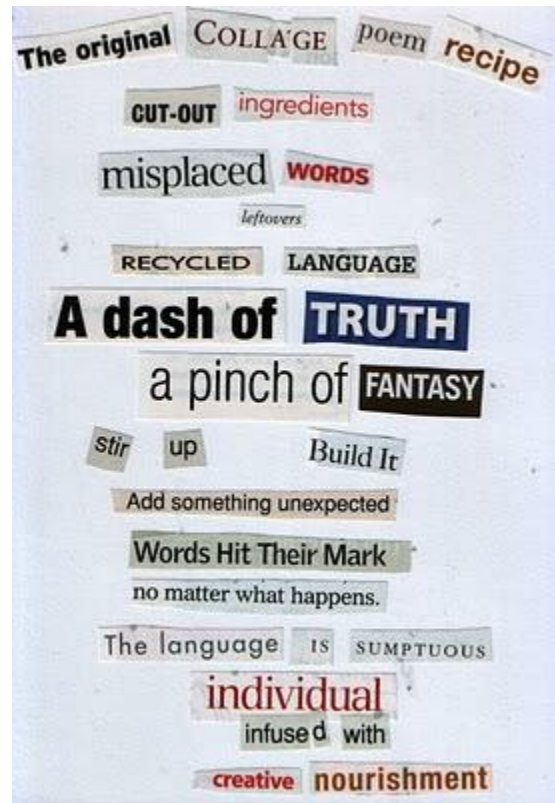 The original COLLAGE poem recipe
CUT-OUT ingredients
misplaced WORDS
leftovers
RECYCLED LANGUAGE
A dash of TRUTH
a pinch of FANTASY
stir up Build It
Add something unexpected
Words Hit Their Mark
no matter what happens.
The language IS SUMPTUOUS
individual
infused with
creative nourishment